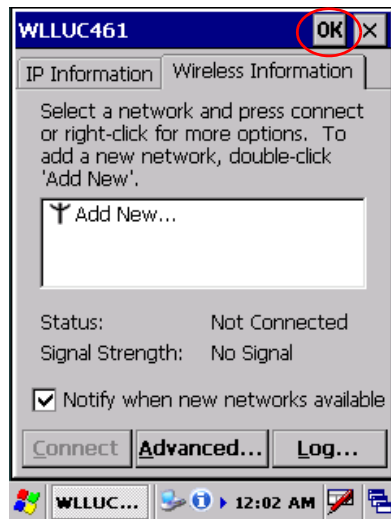 WLLUC461 OK ×
IP Information Wireless Information
Select a network and press connect
or right-click for more options. To
add a new network, double-click
'Add New'.
Add New...
Status: Not Connected
Signal Strength: No Signal
Notify when new networks available
Connect Advanced... Log...
WLLUC... 12:02 AM